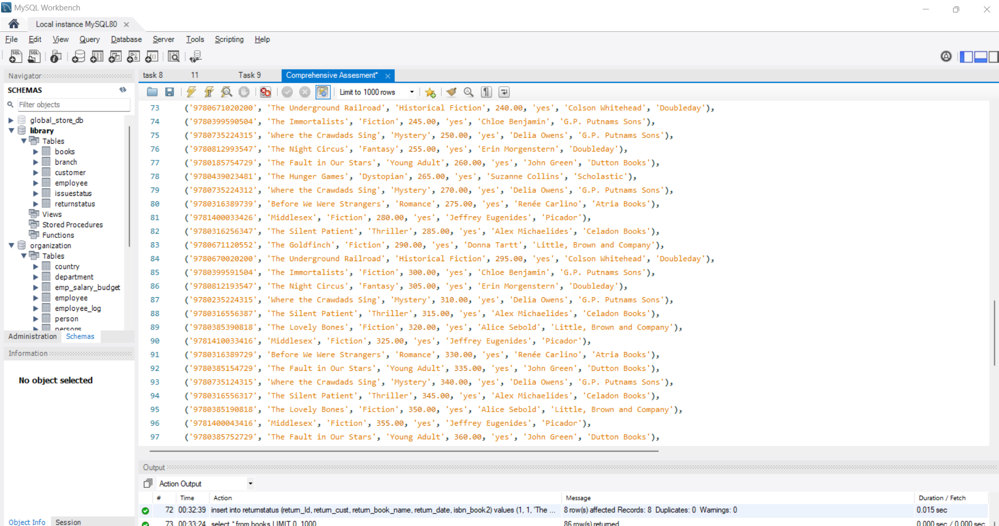 MySQL Workbench
Local instance MySQL80
File Edit View Query Database Server Tools Scripting Help
Navigator
SCHEMAS
Filter objects
global_store_db
library
Tables
books
branch
customer
employee
issuestatus
returnstatus
Views
Stored Procedures
Functions
organization
Tables
country
department
emp_salary_budget
employee
employee_log
person
persons
Administration Schemas
Information
No object selected
Object Info Session
task 8 11 Task 9 Comprehensive Assesment*
Limit to 1000 rows
73 ('9780671020200', 'The Underground Railroad', 'Historical Fiction', 240.00, 'yes', 'Colson Whitehead', 'Doubleday'),
74 ('9780399590504', 'The Immortalists', 'Fiction', 245.00, 'yes', 'Chloe Benjamin', 'G.P. Putnams Sons'),
75 ('9780735224315', 'Where the Crawdads Sing', 'Mystery', 250.00, 'yes', 'Delia Owens', 'G.P. Putnams Sons'),
76 ('9780812993547', 'The Night Circus', 'Fantasy', 255.00, 'yes', 'Erin Morgenstern', 'Doubleday'),
77 ('9780185754729', 'The Fault in Our Stars', 'Young Adult', 260.00, 'yes', 'John Green', 'Dutton Books'),
78 ('9780439023481', 'The Hunger Games', 'Dystopian', 265.00, 'yes', 'Suzanne Collins', 'Scholastic'),
79 ('9780735224312', 'Where the Crawdads Sing', 'Mystery', 270.00, 'yes', 'Delia Owens', 'G.P. Putnams Sons'),
80 ('9780316389739', 'Before We Were Strangers', 'Romance', 275.00, 'yes', 'Renée Carlino', 'Atria Books'),
81 ('9781400033426', 'Middlesex', 'Fiction', 280.00, 'yes', 'Jeffrey Eugenides', 'Picador'),
82 ('9780316256347', 'The Silent Patient', 'Thriller', 285.00, 'yes', 'Alex Michaelides', 'Celadon Books'),
83 ('9780671120552', 'The Goldfinch', 'Fiction', 290.00, 'yes', 'Donna Tartt', 'Little, Brown and Company'),
84 ('9780670020200', 'The Underground Railroad', 'Historical Fiction', 295.00, 'yes', 'Colson Whitehead', 'Doubleday'),
85 ('9780399591504', 'The Immortalists', 'Fiction', 300.00, 'yes', 'Chloe Benjamin', 'G.P. Putnams Sons'),
86 ('9780812193547', 'The Night Circus', 'Fantasy', 305.00, 'yes', 'Erin Morgenstern', 'Doubleday'),
87 ('9780235224315', 'Where the Crawdads Sing', 'Mystery', 310.00, 'yes', 'Delia Owens', 'G.P. Putnams Sons'),
88 ('9780316556387', 'The Silent Patient', 'Thriller', 315.00, 'yes', 'Alex Michaelides', 'Celadon Books'),
89 ('9780385390818', 'The Lovely Bones', 'Fiction', 320.00, 'yes', 'Alice Sebold', 'Little, Brown and Company'),
90 ('9781410033416', 'Middlesex', 'Fiction', 325.00, 'yes', 'Jeffrey Eugenides', 'Picador'),
91 ('9780316389729', 'Before We Were Strangers', 'Romance', 330.00, 'yes', 'Renée Carlino', 'Atria Books'),
92 ('9780385154729', 'The Fault in Our Stars', 'Young Adult', 335.00, 'yes', 'John Green', 'Dutton Books'),
93 ('9780735124315', 'Where the Crawdads Sing', 'Mystery', 340.00, 'yes', 'Delia Owens', 'G.P. Putnams Sons'),
94 ('9780316556317', 'The Silent Patient', 'Thriller', 345.00, 'yes', 'Alex Michaelides', 'Celadon Books'),
95 ('9780385190818', 'The Lovely Bones', 'Fiction', 350.00, 'yes', 'Alice Sebold', 'Little, Brown and Company'),
96 ('9781400043416', 'Middlesex', 'Fiction', 355.00, 'yes', 'Jeffrey Eugenides', 'Picador'),
97 ('9780385752729', 'The Fault in Our Stars', 'Young Adult', 360.00, 'yes', 'John Green', 'Dutton Books'),
Output
Action Output
# Time Action Message Duration / Fetch
72 00:32:39 insert into returnstatus (return_Id, return_cust, return_book_name, return_date, isbn_book2) values (1, 1, 'The ... 8 row(s) affected Records: 8 Duplicates: 0 Warnings: 0 0.015 sec
73 00:33:24 select * from books LIMIT 0, 1000 86 row(s) returned 0.000 sec / 0.000 sec